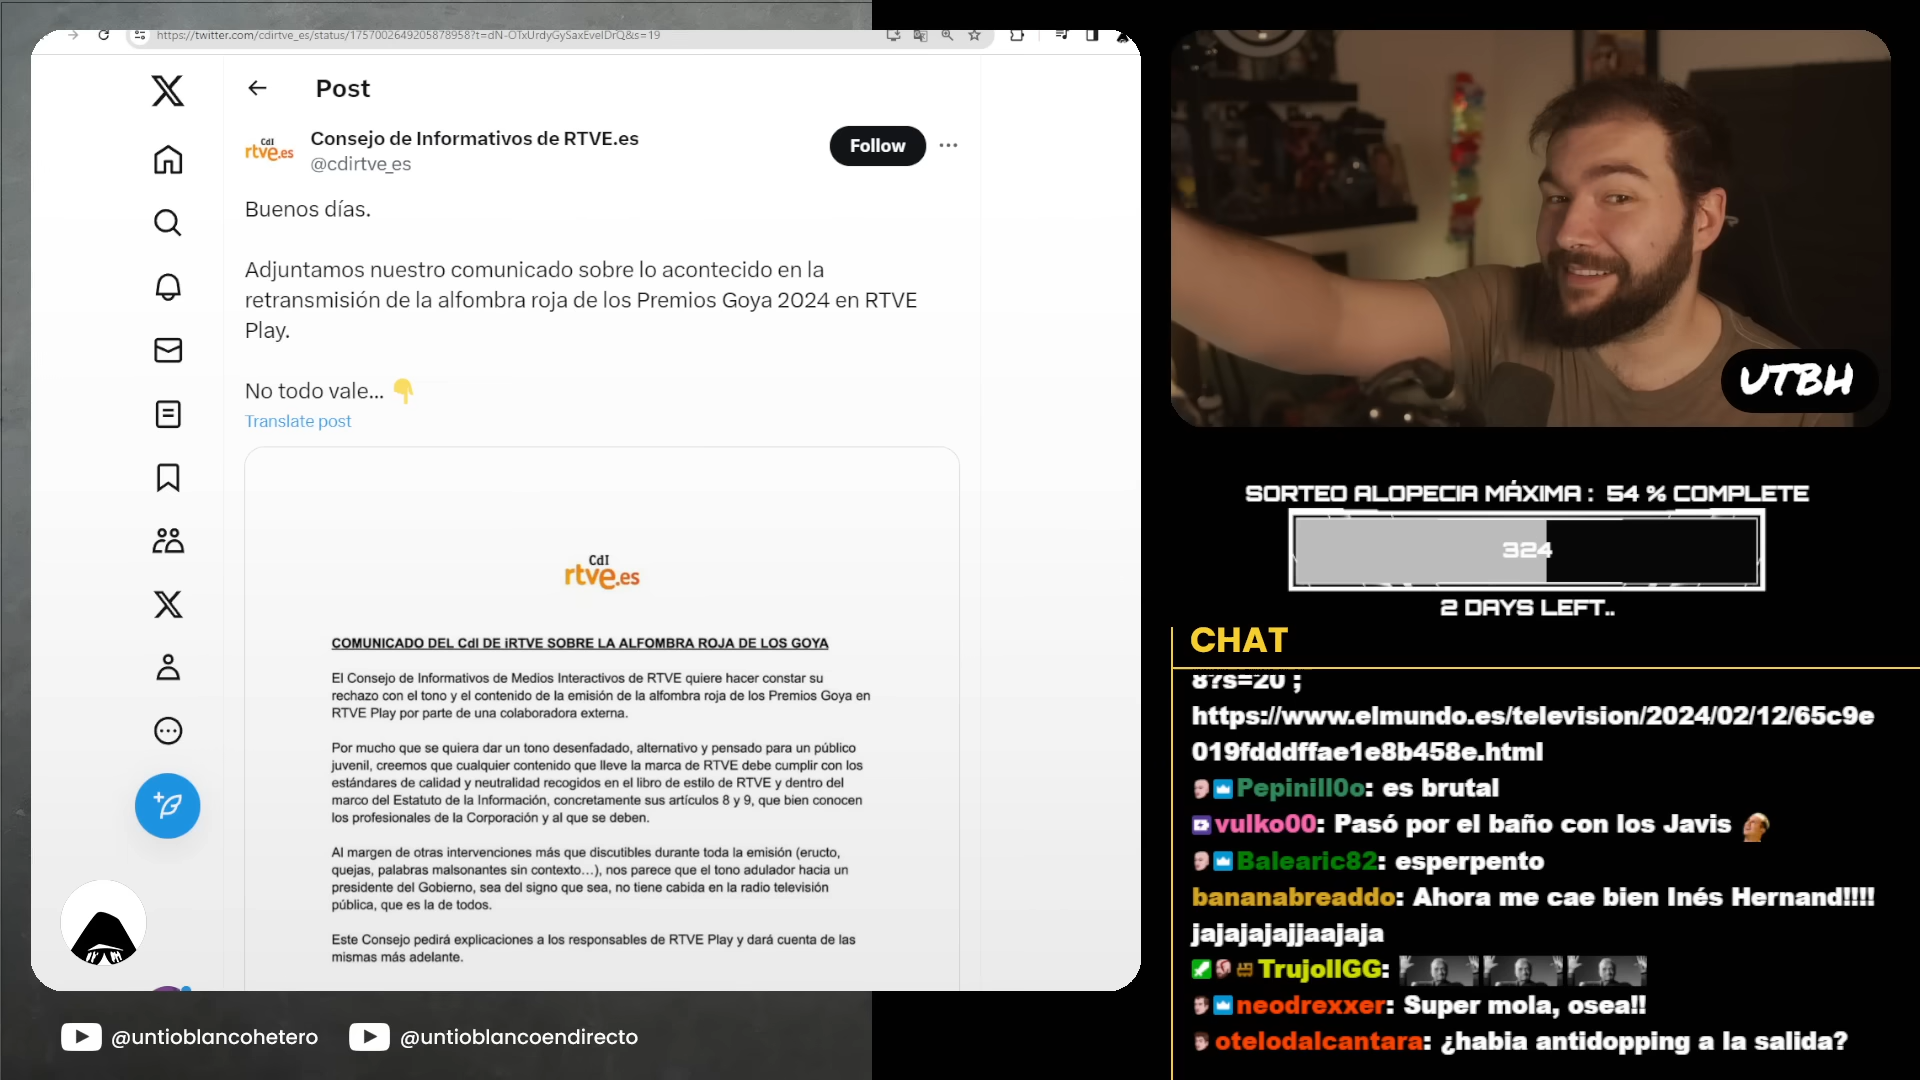 https://twitter.com/cdirtve_es/status/1757002649205878958?t=dN-OTxUrdyGySaxEvelDrQ&s=19
Post
CdI
rtve.es
Consejo de Informativos de RTVE.es
@cdirtve_es
Follow
Buenos días.
Adjuntamos nuestro comunicado sobre lo acontecido en la
retransmisión de la alfombra roja de los Premios Goya 2024 en RTVE
Play.
No todo vale... 👇
Translate post
CdI
rtve.es
COMUNICADO DEL CdI DE iRTVE SOBRE LA ALFOMBRA ROJA DE LOS GOYA
El Consejo de Informativos de Medios Interactivos de RTVE quiere hacer constar su
rechazo con el tono y el contenido de la emisión de la alfombra roja de los Premios Goya en
RTVE Play por parte de una colaboradora externa.
Por mucho que se quiera dar un tono desenfadado, alternativo y pensado para un público
juvenil, creemos que cualquier contenido que lleve la marca de RTVE debe cumplir con los
estándares de calidad y neutralidad recogidos en el libro de estilo de RTVE y dentro del
marco del Estatuto de la Información, concretamente sus artículos 8 y 9, que bien conocen
los profesionales de la Corporación y al que se deben.
Al margen de otras intervenciones más que discutibles durante toda la emisión (eructo,
quejas, palabras malsonantes sin contexto...), nos parece que el tono adulador hacia un
presidente del Gobierno, sea del signo que sea, no tiene cabida en la radio televisión
pública, que es la de todos.
Este Consejo pedirá explicaciones a los responsables de RTVE Play y dará cuenta de las
mismas más adelante.
@untioblancohetero
@untioblancoendirecto
UTBH
SORTEO ALOPECIA MÁXIMA : 54 % COMPLETE
324
2 DAYS LEFT..
CHAT
8?s=20 ;
https://www.elmundo.es/television/2024/02/12/65c9e
019fdddffae1e8b458e.html
Pepinill0o: es brutal
vulko00: Pasó por el baño con los Javis
Balearic82: esperpento
bananabreaddo: Ahora me cae bien Inés Hernand!!!!
jajajajajjaajaja
TrujollGG:
neodrexxer: Super mola, osea!!
otelodalcantara: ¿habia antidopping a la salida?